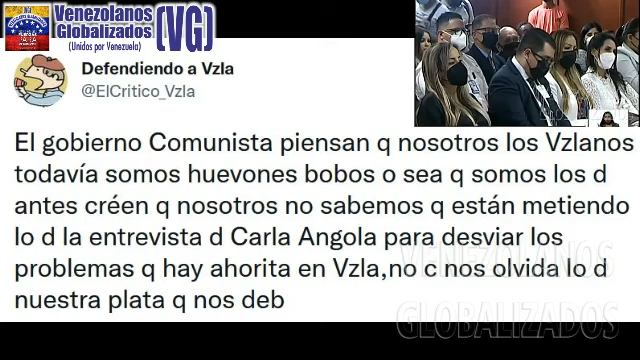 Venezolanos
Globalizados
(Unidos por Venezuela)
(VG)
Defendiendo a Vzla
@ElCritico_Vzla
El gobierno Comunista piensan q nosotros los Vzlanos
todavía somos huevones bobos o sea q somos los d
antes créen q nosotros no sabemos q están metiendo
lo d la entrevista d Carla Angola para desviar los
problemas q hay ahorita en Vzla,no c nos olvida lo d
nuestra plata q nos deb
VENEZOLANOS
GLOBALIZADOS